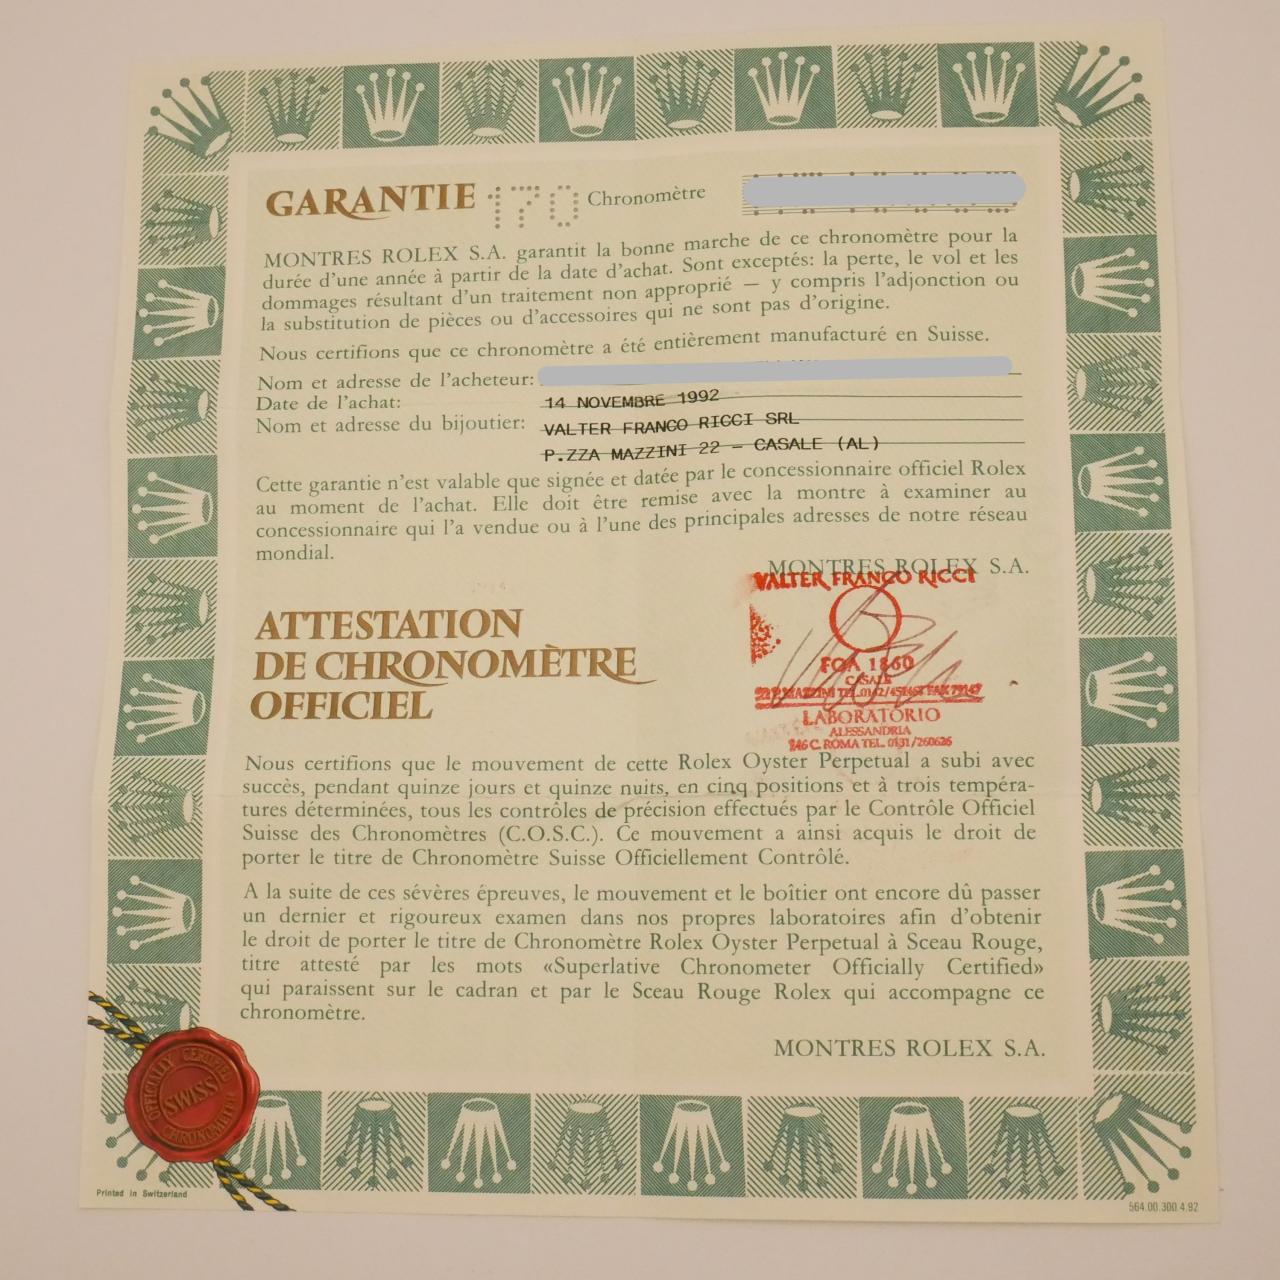 GARANTIE 170 Chronomètre
MONTRES ROLEX S.A. garantit la bonne marche de ce chronomètre pour la
durée d'une année à partir de la date d'achat. Sont exceptés: la perte, le vol et les
dommages résultant d'un traitement non approprié — y compris l'adjonction ou
la substitution de pièces ou d'accessoires qui ne sont pas d'origine.
Nous certifions que ce chronomètre a été entièrement manufacturé en Suisse.
Nom et adresse de l'acheteur:
Date de l'achat: 14 NOVEMBRE 1992
Nom et adresse du bijoutier: VALTER FRANCO RICCI SRL
P.ZZA MAZZINI 22 - CASALE (AL)
Cette garantie n'est valable que signée et datée par le concessionnaire officiel Rolex
au moment de l'achat. Elle doit être remise avec la montre à examiner au
concessionnaire qui l'a vendue ou à l'une des principales adresses de notre réseau
mondial.
MONTRES ROLEX S.A.
VALTER FRANCO RICCI
FOA 1860
CASALE
MAZZINI TEL. FAX
LABORATORIO
ALESSANDRIA
C. ROMA TEL. 0131/260626
ATTESTATION
DE CHRONOMÈTRE
OFFICIEL
Nous certifions que le mouvement de cette Rolex Oyster Perpetual a subi avec
succès, pendant quinze jours et quinze nuits, en cinq positions et à trois tempéra-
tures déterminées, tous les contrôles de précision effectués par le Contrôle Officiel
Suisse des Chronomètres (C.O.S.C.). Ce mouvement a ainsi acquis le droit de
porter le titre de Chronomètre Suisse Officiellement Contrôlé.
A la suite de ces sévères épreuves, le mouvement et le boîtier ont encore dû passer
un dernier et rigoureux examen dans nos propres laboratoires afin d'obtenir
le droit de porter le titre de Chronomètre Rolex Oyster Perpetual à Sceau Rouge,
titre attesté par les mots «Superlative Chronometer Officially Certified»
qui paraissent sur le cadran et par le Sceau Rouge Rolex qui accompagne ce
chronomètre.
MONTRES ROLEX S.A.
OFFICIALLY CERTIFIED
SWISS
CHRONOMETER
Printed in Switzerland
564.00.300.4.92